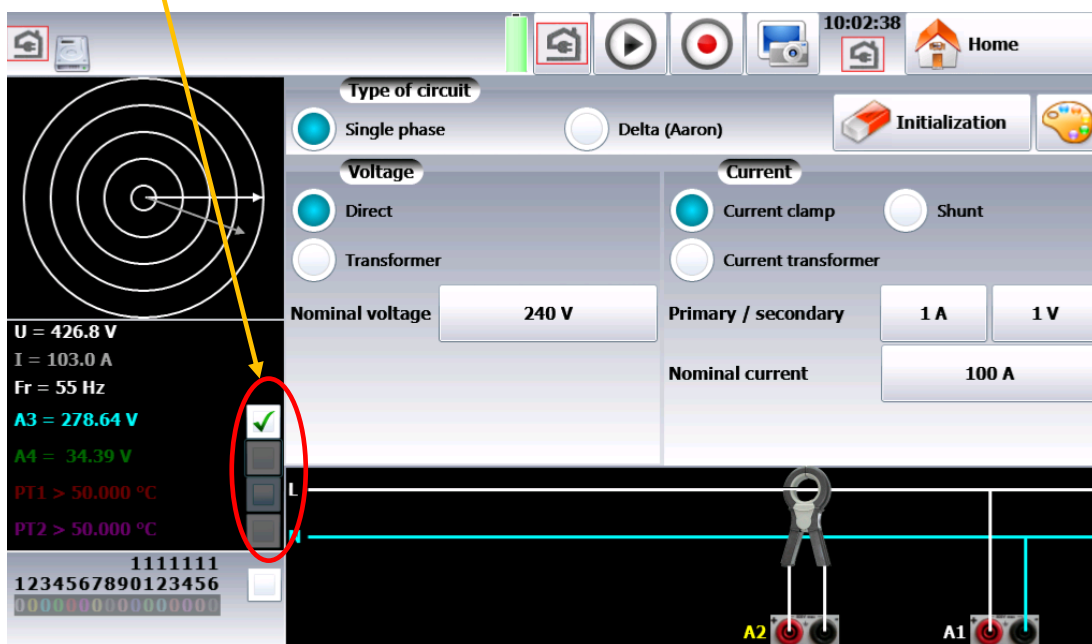 10:02:38
Home
Type of circuit
Single phase
Delta (Aaron)
Initialization
Voltage
Direct
Transformer
Nominal voltage
240 V
Current
Current clamp
Shunt
Current transformer
Primary / secondary
1 A
1 V
Nominal current
100 A
U = 426.8 V
I = 103.0 A
Fr = 55 Hz
A3 = 278.64 V
A4 = 34.39 V
PT1 > 50.000 °C
PT2 > 50.000 °C
1111111
1234567890123456
0000000000000000
L
N
A2
A1